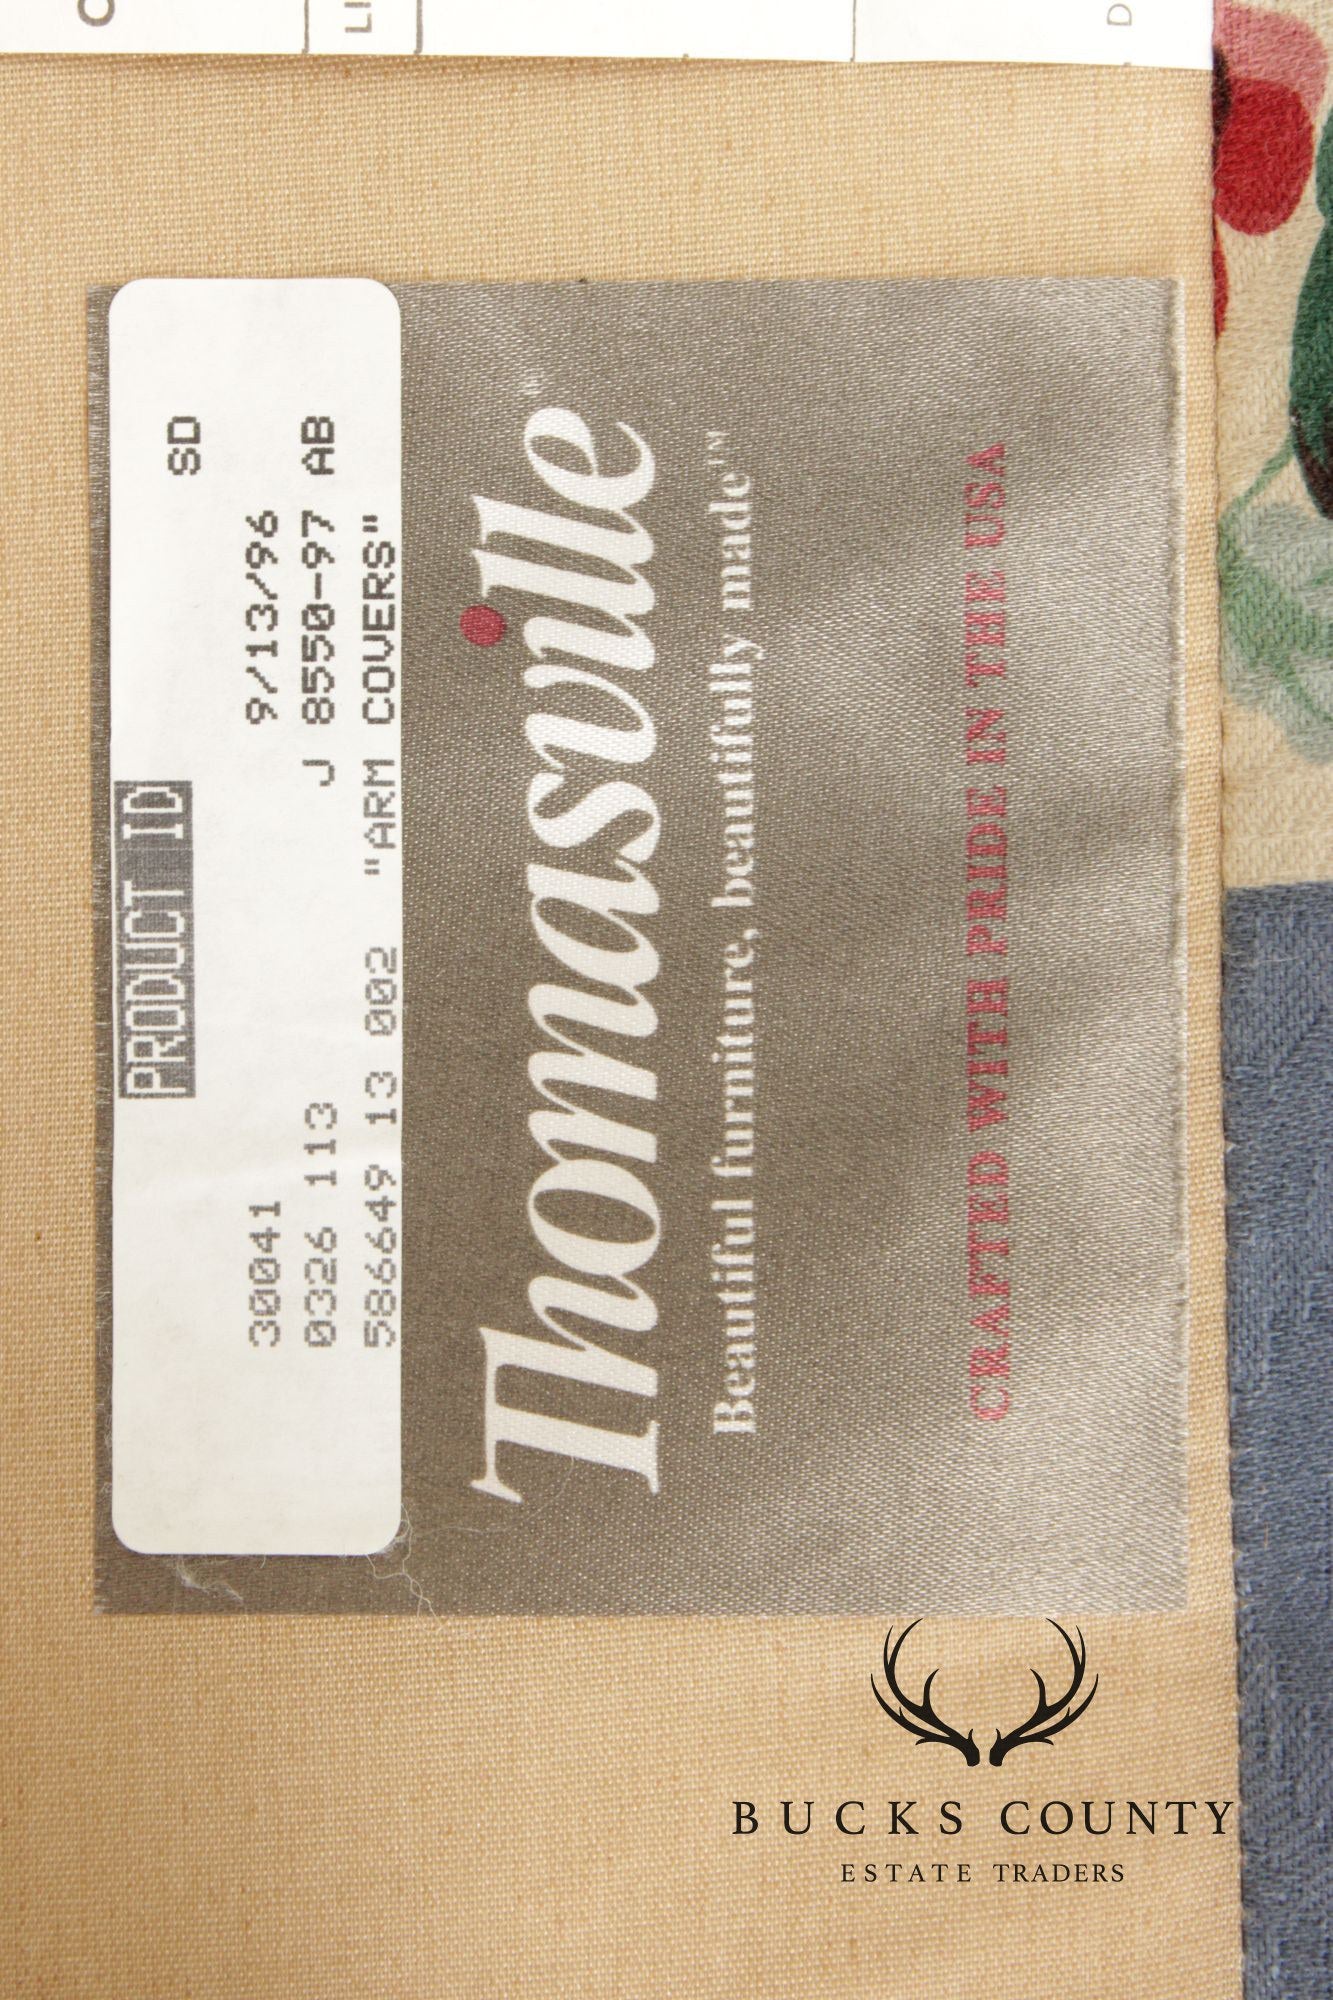 PRODUCT ID
SD
30041 9/13/96
0326 113 J 8550-97 AB
586649 13 002 "ARM COVERS"
Thomasville
Beautiful furniture, beautifully made™
CRAFTED WITH PRIDE IN THE USA
BUCKS COUNTY
ESTATE TRADERS